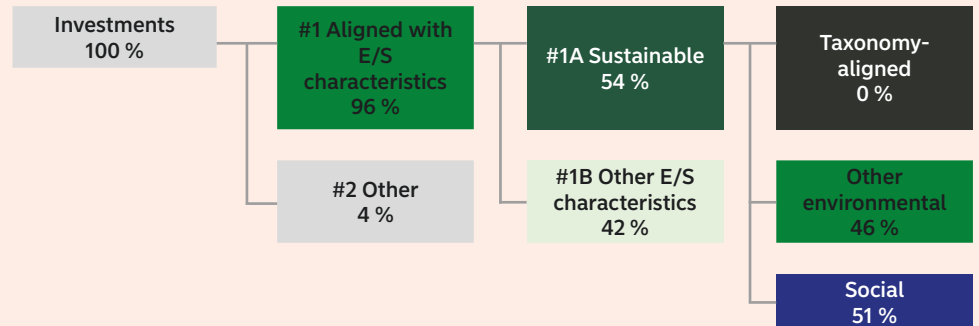 Investments
100 %
#1 Aligned with
E/S
characteristics
96 %
#2 Other
4 %
#1A Sustainable
54 %
#1B Other E/S
characteristics
42 %
Taxonomy-
aligned
0 %
Other
environmental
46 %
Social
51 %